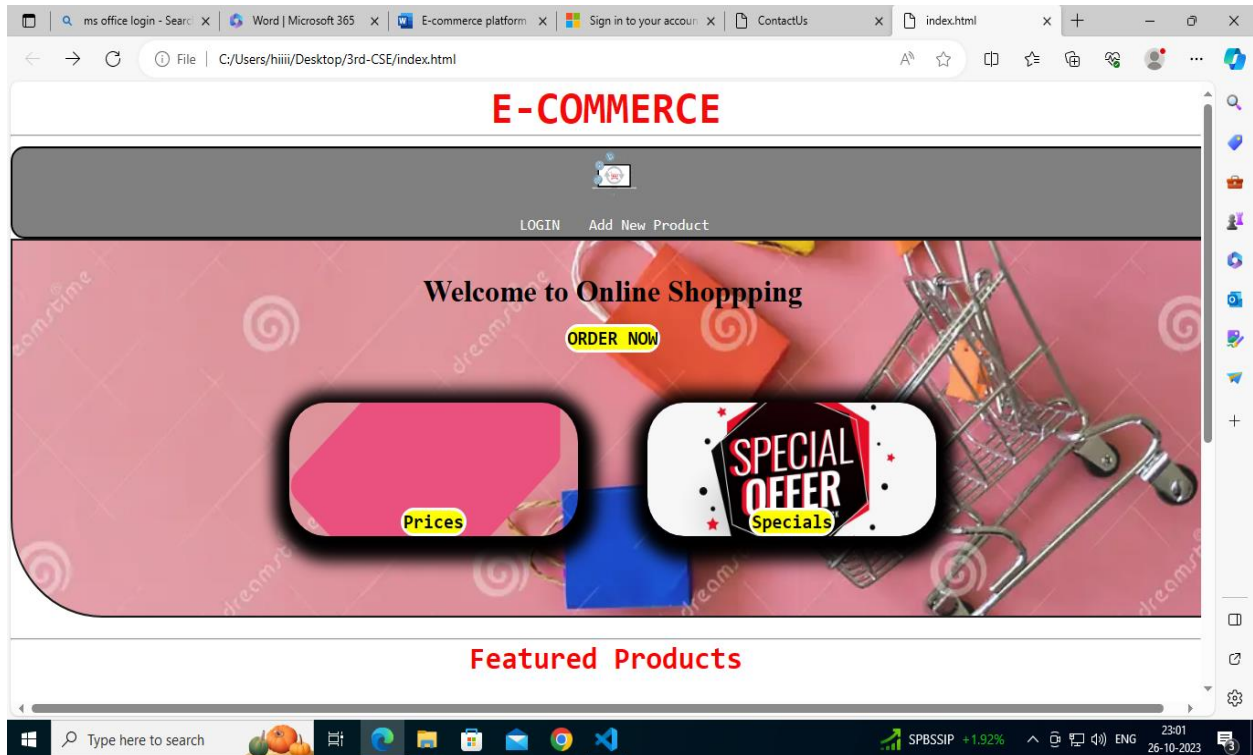 ms office login - Searc
Word | Microsoft 365
E-commerce platform
Sign in to your accoun
ContactUs
index.html
File | C:/Users/hiiii/Desktop/3rd-CSE/index.html
E-COMMERCE
LOGIN Add New Product
Welcome to Online Shoppping
ORDER NOW
dreamstime
SPECIAL
OFFER
Prices
Specials
Featured Products
Type here to search
SPBSSIP +1.92%
ENG
23:01
26-10-2023
3